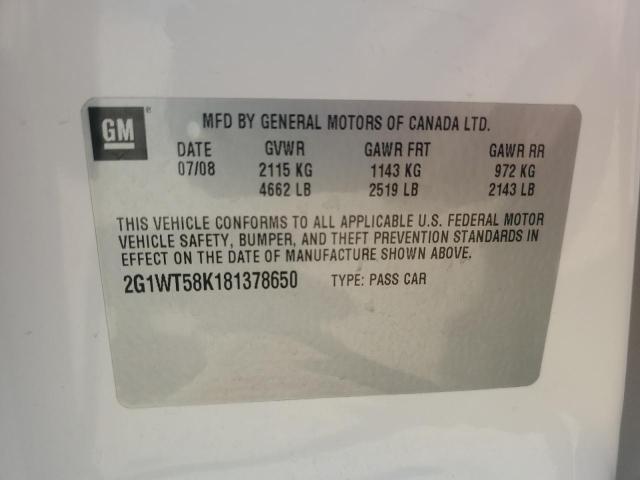 GM® MFD BY GENERAL MOTORS OF CANADA LTD.
DATE GVWR GAWR FRT GAWR RR
07/08 2115 KG 1143 KG 972 KG
4662 LB 2519 LB 2143 LB
THIS VEHICLE CONFORMS TO ALL APPLICABLE U.S. FEDERAL MOTOR
VEHICLE SAFETY, BUMPER, AND THEFT PREVENTION STANDARDS IN
EFFECT ON THE DATE OF MANUFACTURE SHOWN ABOVE.
2G1WT58K181378650 TYPE: PASS CAR